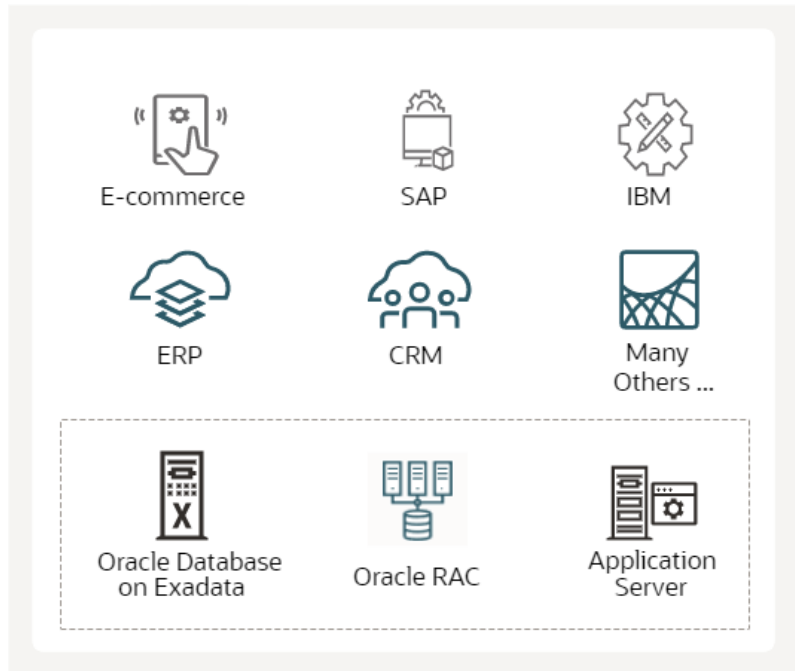 E-commerce
SAP
IBM
ERP
CRM
Many
Others ...
X
Oracle Database
on Exadata
Oracle RAC
Application
Server